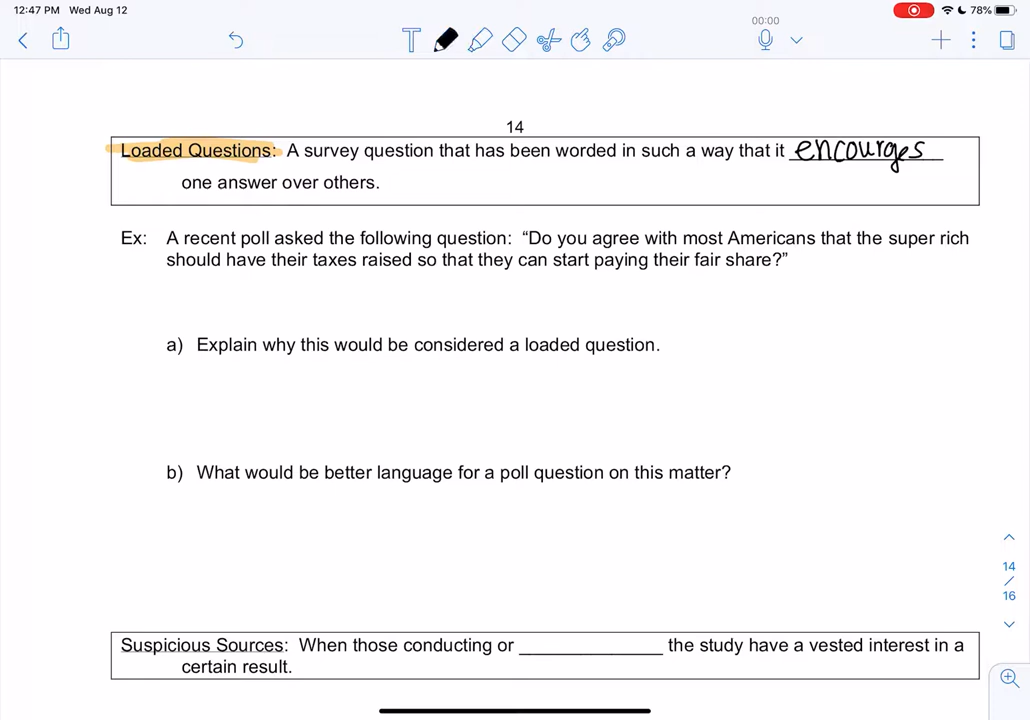 12:47 PM Wed Aug 12
78%
00:00
T
14
Loaded Questions: A survey question that has been worded in such a way that it encourges
one answer over others.
Ex: A recent poll asked the following question: “Do you agree with most Americans that the super rich
should have their taxes raised so that they can start paying their fair share?”
a) Explain why this would be considered a loaded question.
b) What would be better language for a poll question on this matter?
14
/
16
Suspicious Sources: When those conducting or ______________ the study have a vested interest in a
certain result.